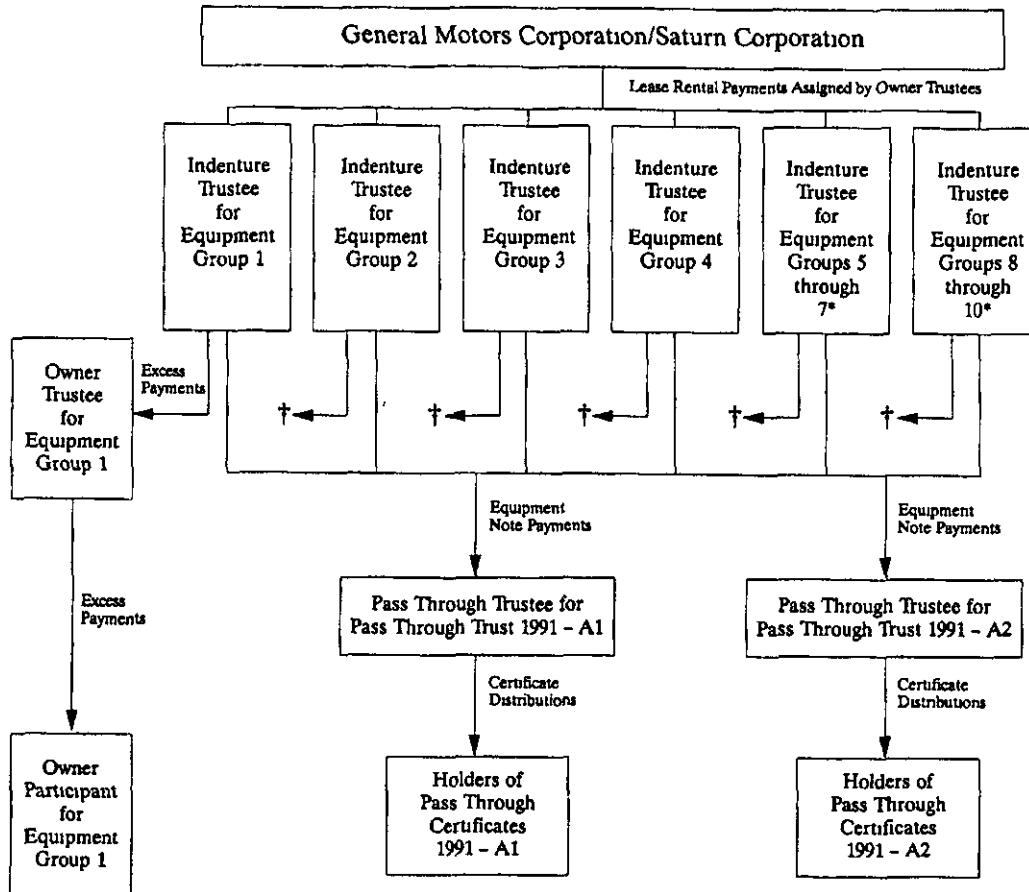 General Motors Corporation/Saturn Corporation
Lease Rental Payments Assigned by Owner Trustees
Indenture
Trustee
for
Equipment
Group 1
Indenture
Trustee
for
Equipment
Group 2
Indenture
Trustee
for
Equipment
Group 3
Indenture
Trustee
for
Equipment
Group 4
Indenture
Trustee
for
Equipment
Groups 5
through
7*
Indenture
Trustee
for
Equipment
Groups 8
through
10*
Owner
Trustee
for
Equipment
Group 1
Excess
Payments
†
†
†
†
†
Equipment
Note Payments
Equipment
Note Payments
Excess
Payments
Pass Through Trustee for
Pass Through Trust 1991 – A1
Pass Through Trustee for
Pass Through Trust 1991 – A2
Certificate
Distributions
Certificate
Distributions
Owner
Participant
for
Equipment
Group 1
Holders of
Pass Through
Certificates
1991 – A1
Holders of
Pass Through
Certificates
1991 – A2